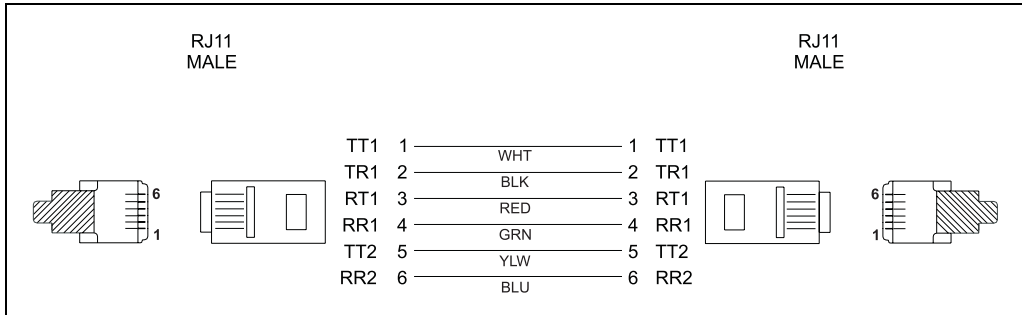 RJ11
MALE
RJ11
MALE
TT1 1 WHT 1 TT1
TR1 2 BLK 2 TR1
RT1 3 RED 3 RT1
RR1 4 GRN 4 RR1
TT2 5 YLW 5 TT2
RR2 6 BLU 6 RR2
6
1
6
1